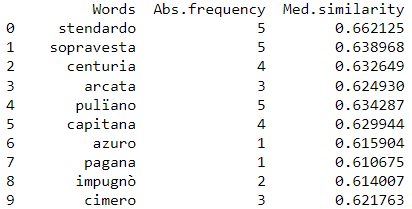 Words Abs.frequency Med.similarity
0 stendardo 5 0.662125
1 sopravesta 5 0.638968
2 centuria 4 0.632649
3 arcata 3 0.624930
4 pulïano 5 0.634287
5 capitana 4 0.629944
6 azuro 1 0.615904
7 pagana 1 0.610675
8 impugnò 2 0.614007
9 cimero 3 0.621763